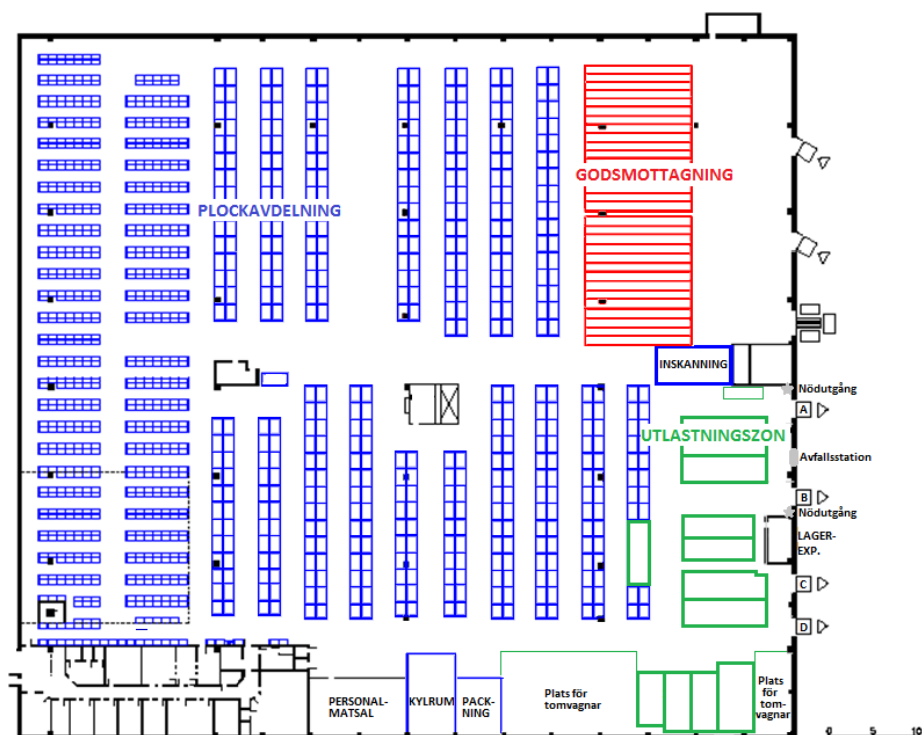 GODSMOTTAGNING
PLOCKAVDELNING
INSKANNING
Nödutgång
A
UTLASTNINGSZON
Avfallsstation
B
Nödutgång
LAGER-
EXP.
C
D
PERSONAL-
MATSAL
KYLRUM
PACK-
NING
Plats för
tomvagnar
Plats
för
tom-
vagnar
0 5 10